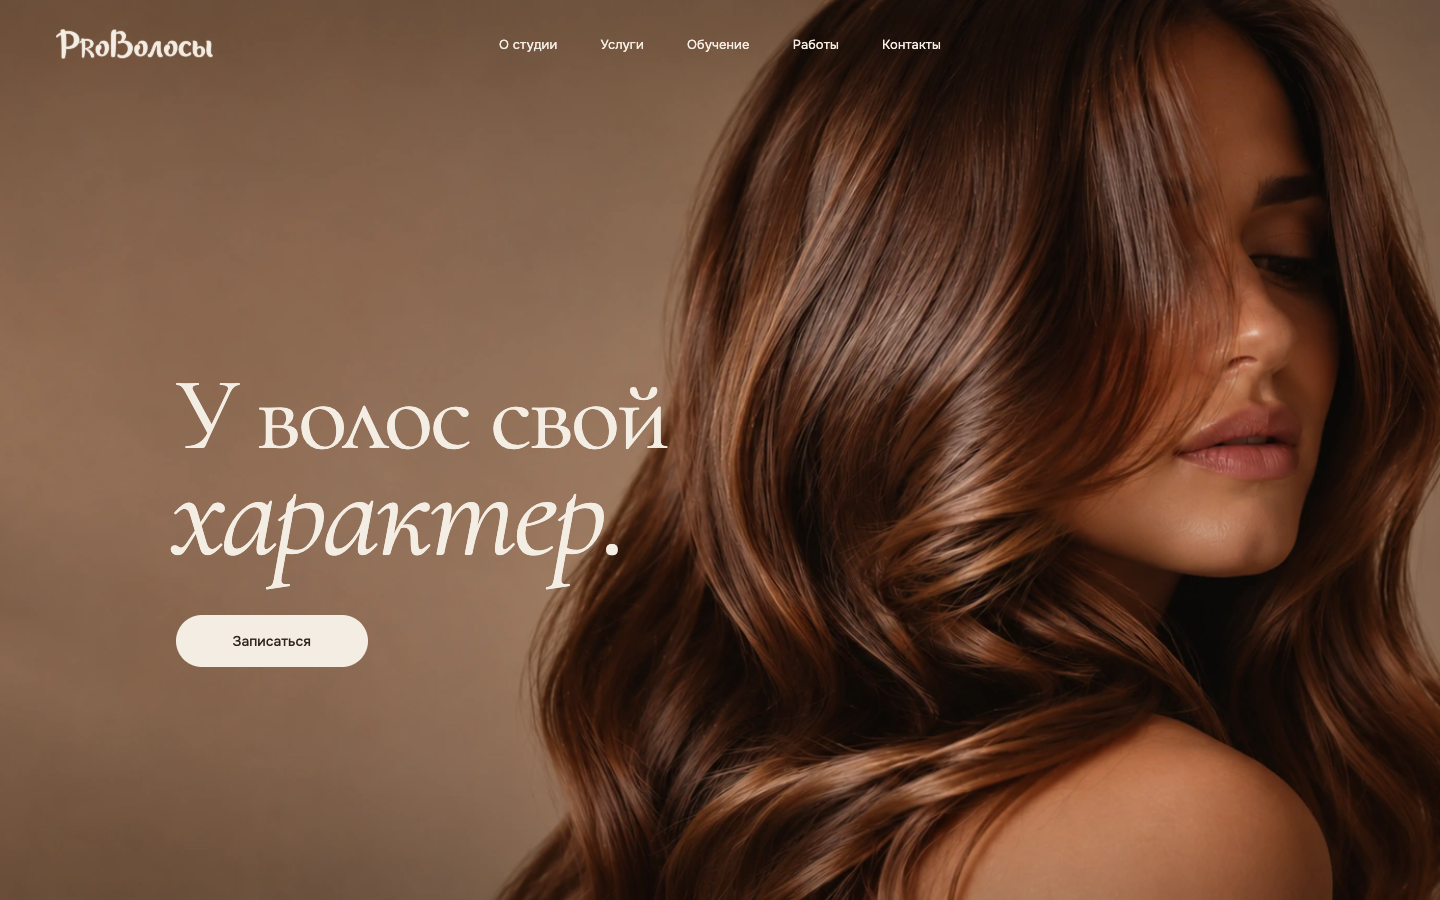 PRoВолосы
О студии
Услуги
Обучение
Работы
Контакты
У волос свой
характер.
Записаться